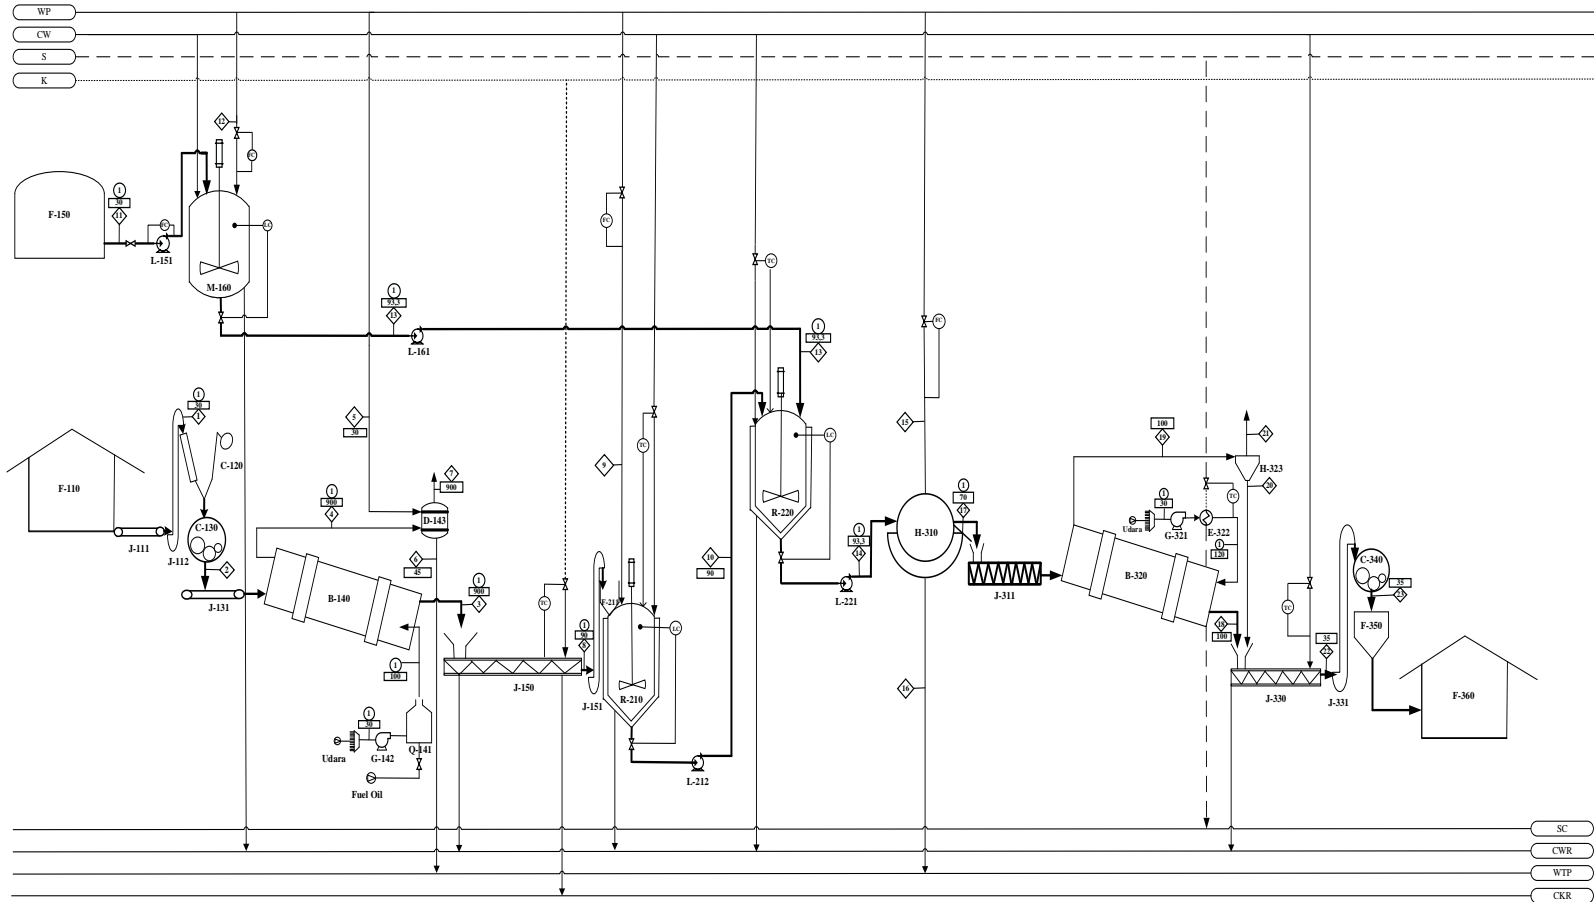 WP
CW
S
K
12
FC
F-150
1
30
11
FC
L-151
LC
M-160
1
93,3
13
L-161
FC
TC
1
93,3
13
FC
1
30
1
C-120
F-110
J-111
J-112
C-130
2
J-131
5
30
7
900
1
900
4
D-143
6
45
B-140
1
900
3
1
100
1
30
Udara
G-142
Q-141
Fuel Oil
TC
J-150
1
90
8
J-151
9
TC
F-211
LC
R-210
L-212
10
90
LC
R-220
1
93,3
14
L-221
15
H-310
1
70
17
J-311
16
100
19
21
H-323
20
1
30
Udara
G-321
TC
E-322
1
120
B-320
18
100
TC
J-330
35
22
J-331
C-340
35
23
F-350
F-360
SC
CWR
WTP
CKR